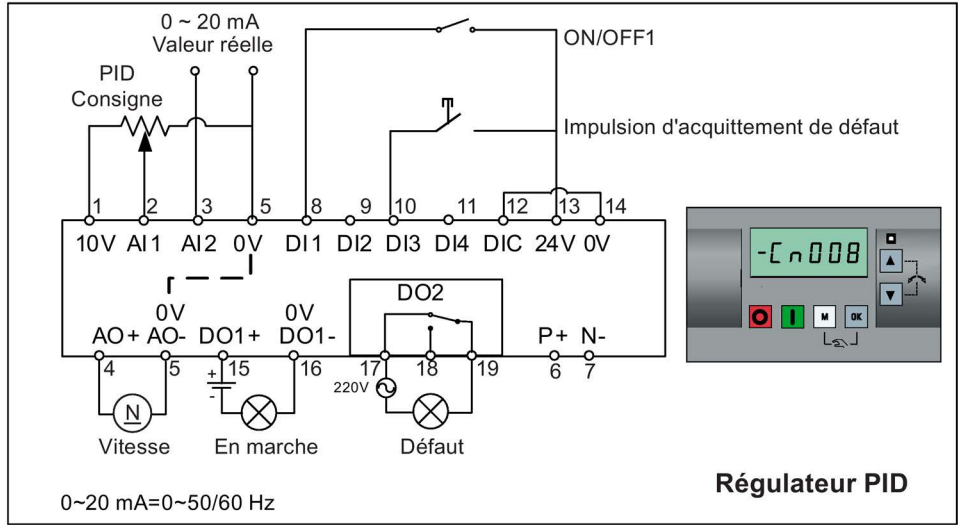 0 ~ 20 mA
Valeur réelle
PID
Consigne
ON/OFF1
Impulsion d'acquittement de défaut
1 2 3 5 8 9 10 11 12 13 14
10V AI1 AI2 0V DI1 DI2 DI3 DI4 DIC 24V 0V
-Cn008
M OK
DO2
0V 0V
AO+ AO- DO1+ DO1- P+ N-
4 5 15 16 17 18 19 6 7
+
-
220V
N
Vitesse En marche Défaut
0~20 mA=0~50/60 Hz
Régulateur PID